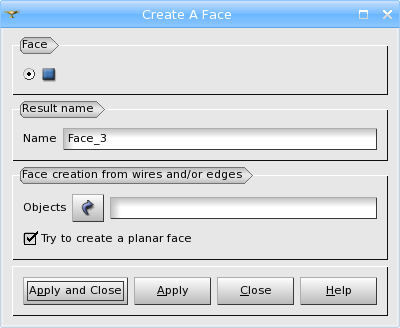 Create A Face
Face
Result name
Name Face_3
Face creation from wires and/or edges
Objects
Try to create a planar face
Apply and Close Apply Close Help